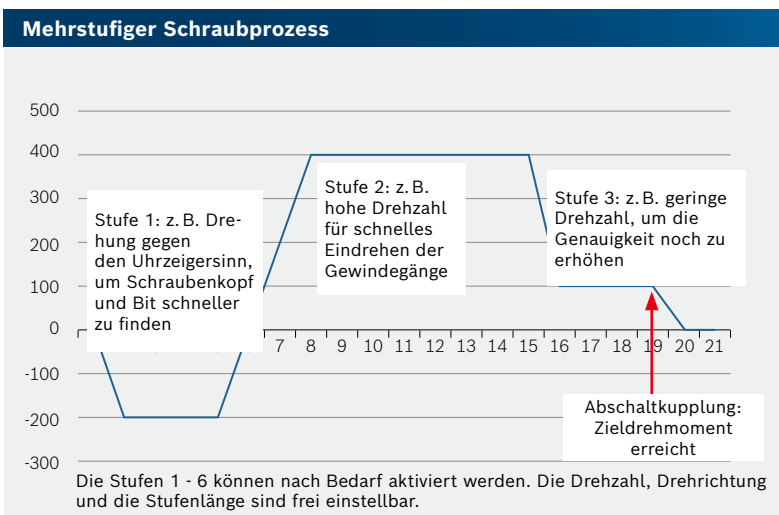 Mehrstufiger Schraubprozess
500
400
300
200
100
0
-100
-200
-300
Stufe 1: z. B. Dre-
hung gegen
den Uhrzeigersinn,
um Schraubenkopf
und Bit schneller
zu finden
Stufe 2: z. B.
hohe Drehzahl
für schnelles
Eindrehen der
Gewindegänge
Stufe 3: z. B. geringe
Drehzahl, um die
Genauigkeit noch zu
erhöhen
7 8 9 10 11 12 13 14 15 16 17 18 19 20 21
Abschaltkupplung:
Zieldrehmoment
erreicht
Die Stufen 1 - 6 können nach Bedarf aktiviert werden. Die Drehzahl, Drehrichtung
und die Stufenlänge sind frei einstellbar.